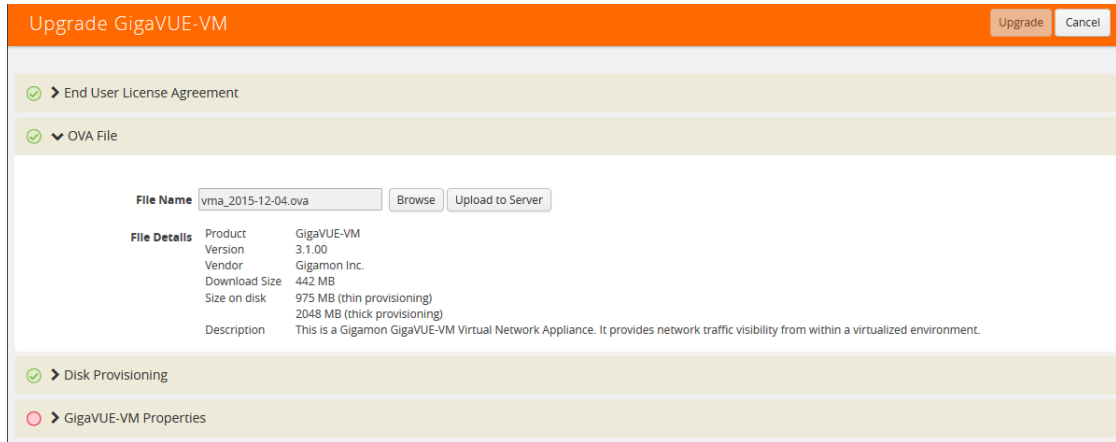 Upgrade GigaVUE-VM
Upgrade Cancel
End User License Agreement
OVA File
File Name vma_2015-12-04.ova Browse Upload to Server
File Details Product GigaVUE-VM
Version 3.1.00
Vendor Gigamon Inc.
Download Size 442 MB
Size on disk 975 MB (thin provisioning)
2048 MB (thick provisioning)
Description This is a Gigamon GigaVUE-VM Virtual Network Appliance. It provides network traffic visibility from within a virtualized environment.
Disk Provisioning
GigaVUE-VM Properties